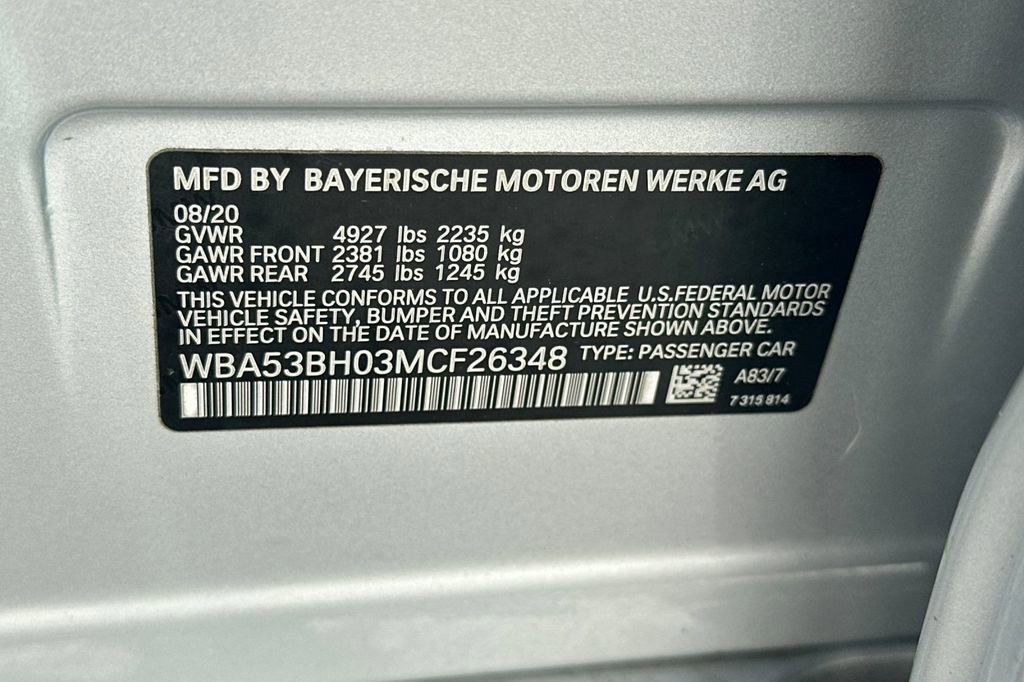 MFD BY BAYERISCHE MOTOREN WERKE AG
08/20
GVWR 4927 lbs 2235 kg
GAWR FRONT 2381 lbs 1080 kg
GAWR REAR 2745 lbs 1245 kg
THIS VEHICLE CONFORMS TO ALL APPLICABLE U.S.FEDERAL MOTOR
VEHICLE SAFETY, BUMPER AND THEFT PREVENTION STANDARDS
IN EFFECT ON THE DATE OF MANUFACTURE SHOWN ABOVE.
WBA53BH03MCF26348 TYPE: PASSENGER CAR
A83/7
7 315 814